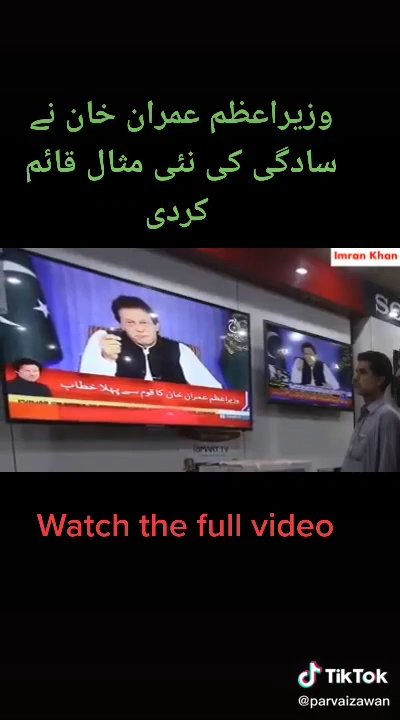 وزیراعظم عمران خان نے
سادگی کی نئی مثال قائم
کردی
Imran Khan
وزیراعظم عمران خان کا قوم سے پہلا خطاب
Watch the full video
TikTok
@parvaizawan